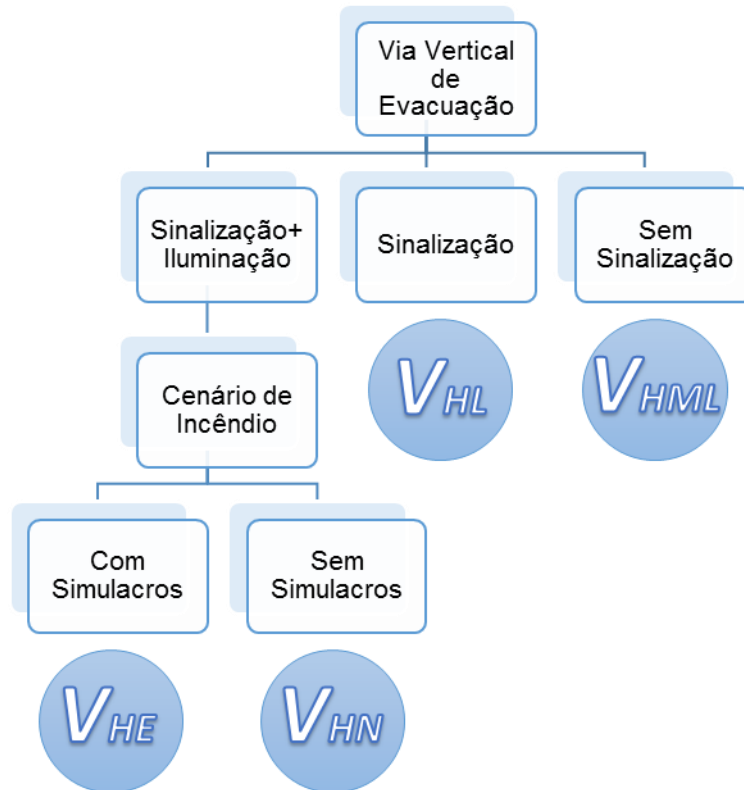 Via Vertical
de
Evacuação
Sinalização+
Iluminação
Sinalização
Sem
Sinalização
Cenário de
Incêndio
VHL
VHML
Com
Simulacros
Sem
Simulacros
VHE
VHN